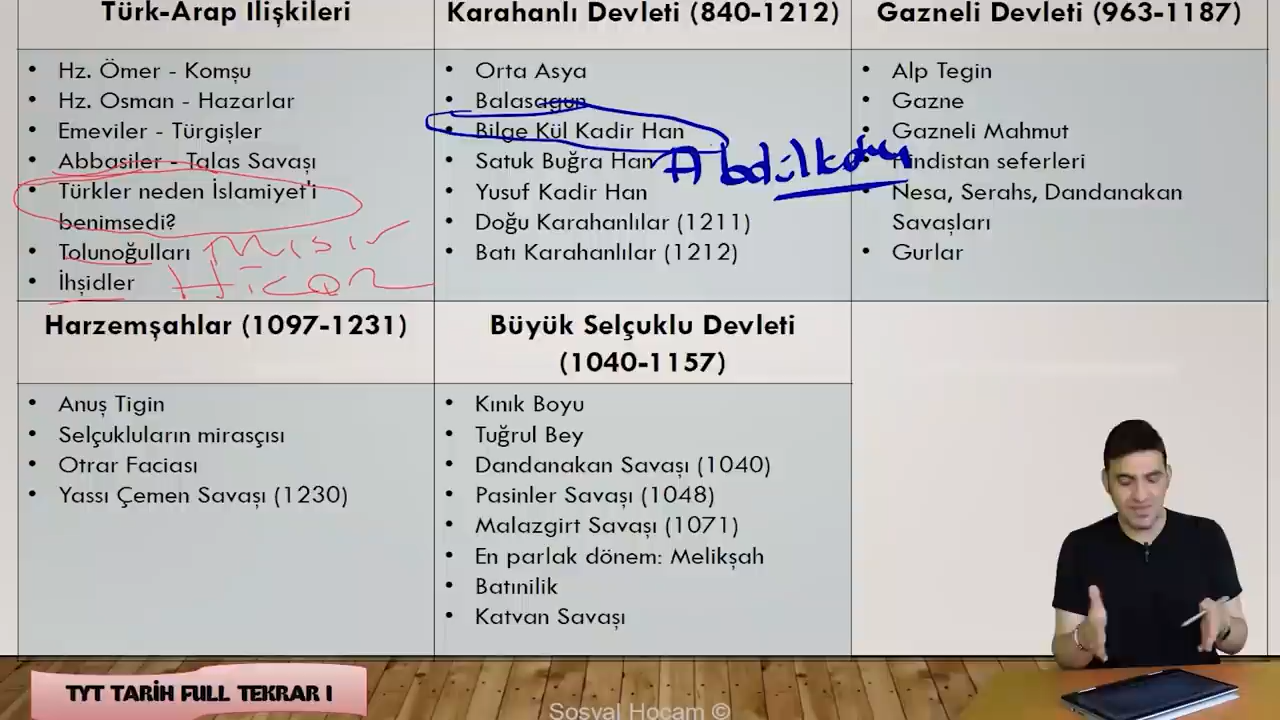 Türk-Arap İlişkileri
Hz. Ömer - Komşu
Hz. Osman - Hazarlar
Emeviler - Türgişler
Abbasiler - Talas Savaşı
Türkler neden İslamiyet'i
benimsedi?
Tolunoğulları Mısır
İhşidler Hicaz
Karahanlı Devleti (840-1212)
Orta Asya
Balasagun
Bilge Kül Kadir Han
Satuk Buğra Han
Yusuf Kadir Han
Doğu Karahanlılar (1211)
Batı Karahanlılar (1212)
Gazneli Devleti (963-1187)
Alp Tegin
Gazne
Gazneli Mahmut
Hindistan seferleri
Nesa, Serahs, Dandanakan
Savaşları
Gurlar
Harzemşahlar (1097-1231)
Anuş Tigin
Selçukluların mirasçısı
Otrar Faciası
Yassı Çemen Savaşı (1230)
Büyük Selçuklu Devleti
(1040-1157)
Kınık Boyu
Tuğrul Bey
Dandanakan Savaşı (1040)
Pasinler Savaşı (1048)
Malazgirt Savaşı (1071)
En parlak dönem: Melikşah
Batınilik
Katvan Savaşı
TYT TARİH FULL TEKRAR I
Sosyal Hocam ©